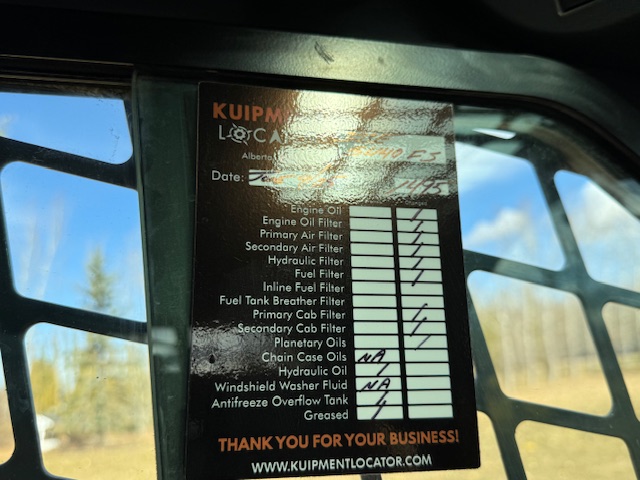 KUIPM
LOCA
Alberta
Date: 1495
Engine Oil
Engine Oil Filter
Primary Air Filter
Secondary Air Filter
Hydraulic Filter
Fuel Filter
Inline Fuel Filter
Fuel Tank Breather Filter
Primary Cab Filter
Secondary Cab Filter
Planetary Oils
Chain Case Oils NA
Hydraulic Oil
Windshield Washer Fluid NA
Antifreeze Overflow Tank
Greased
THANK YOU FOR YOUR BUSINESS!
WWW.KUIPMENTLOCATOR.COM